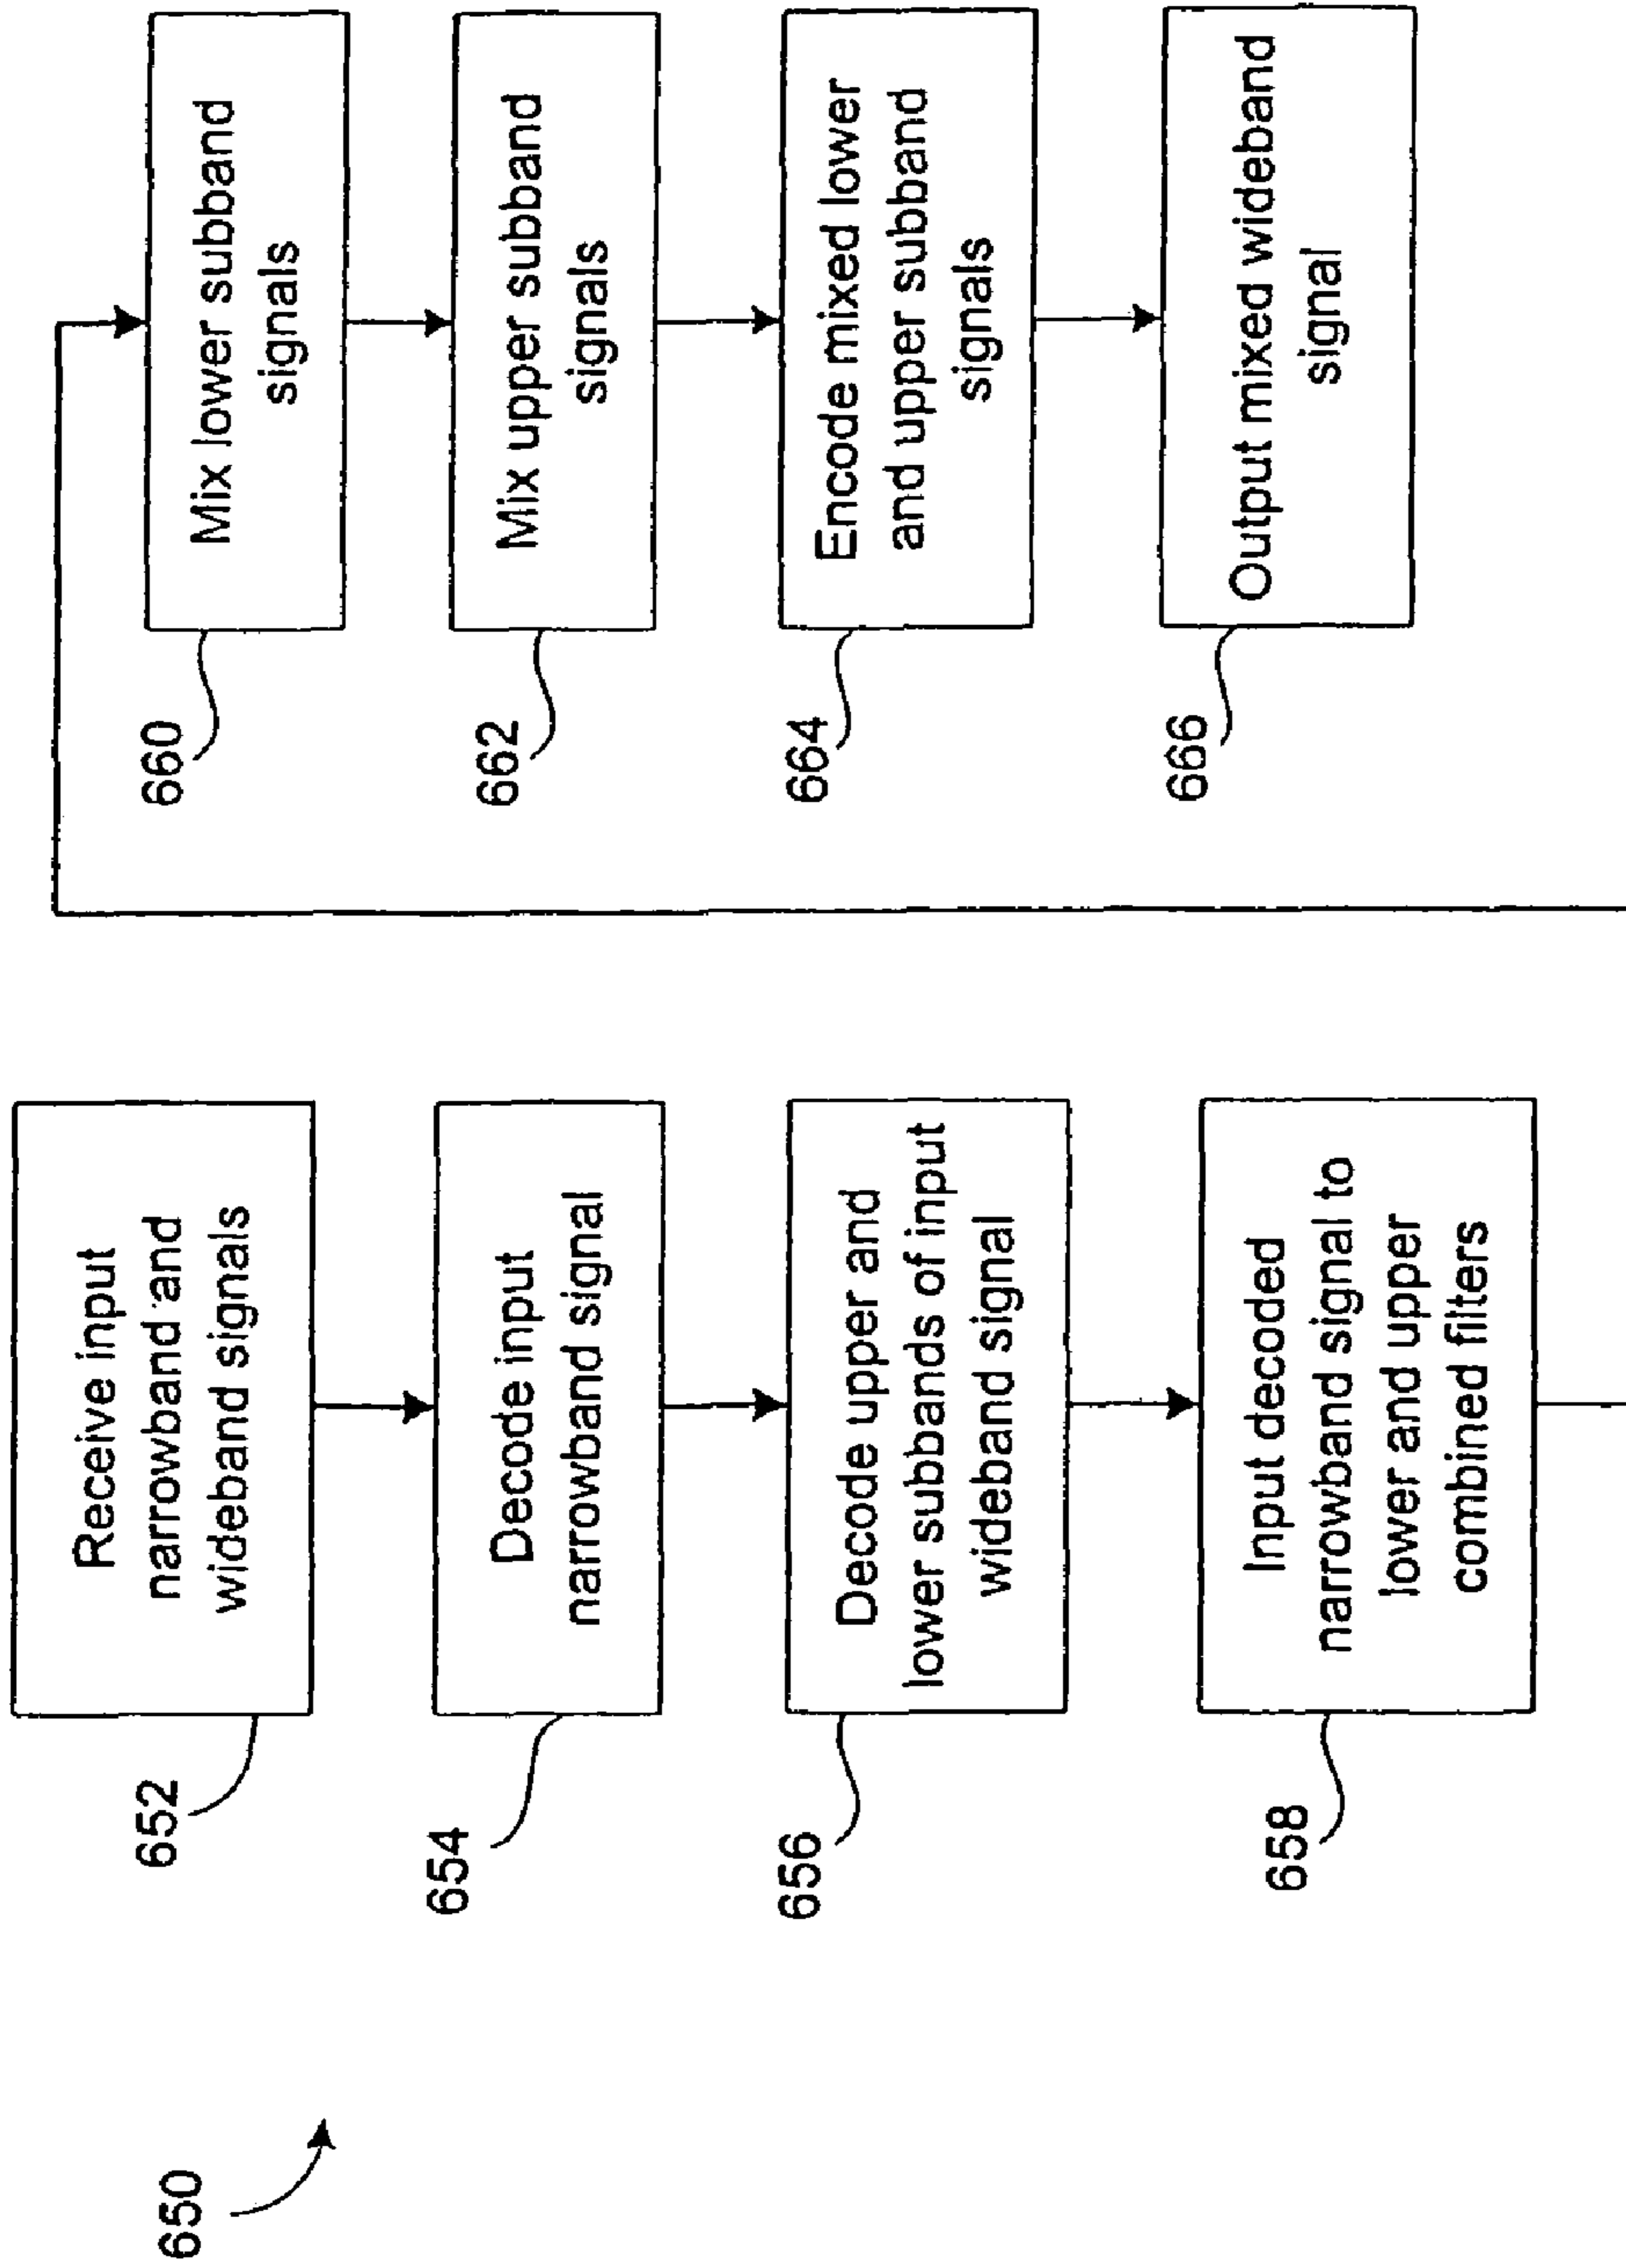 650
652
Receive input
narrowband and
wideband signals
654
Decode input
narrowband signal
656
Decode upper and
lower subbands of input
wideband signal
658
Input decoded
narrowband signal to
lower and upper
combined filters
660
Mix lower subband
signals
662
Mix upper subband
signals
664
Encode mixed lower
and upper subband
signals
666
Output mixed wideband
signal